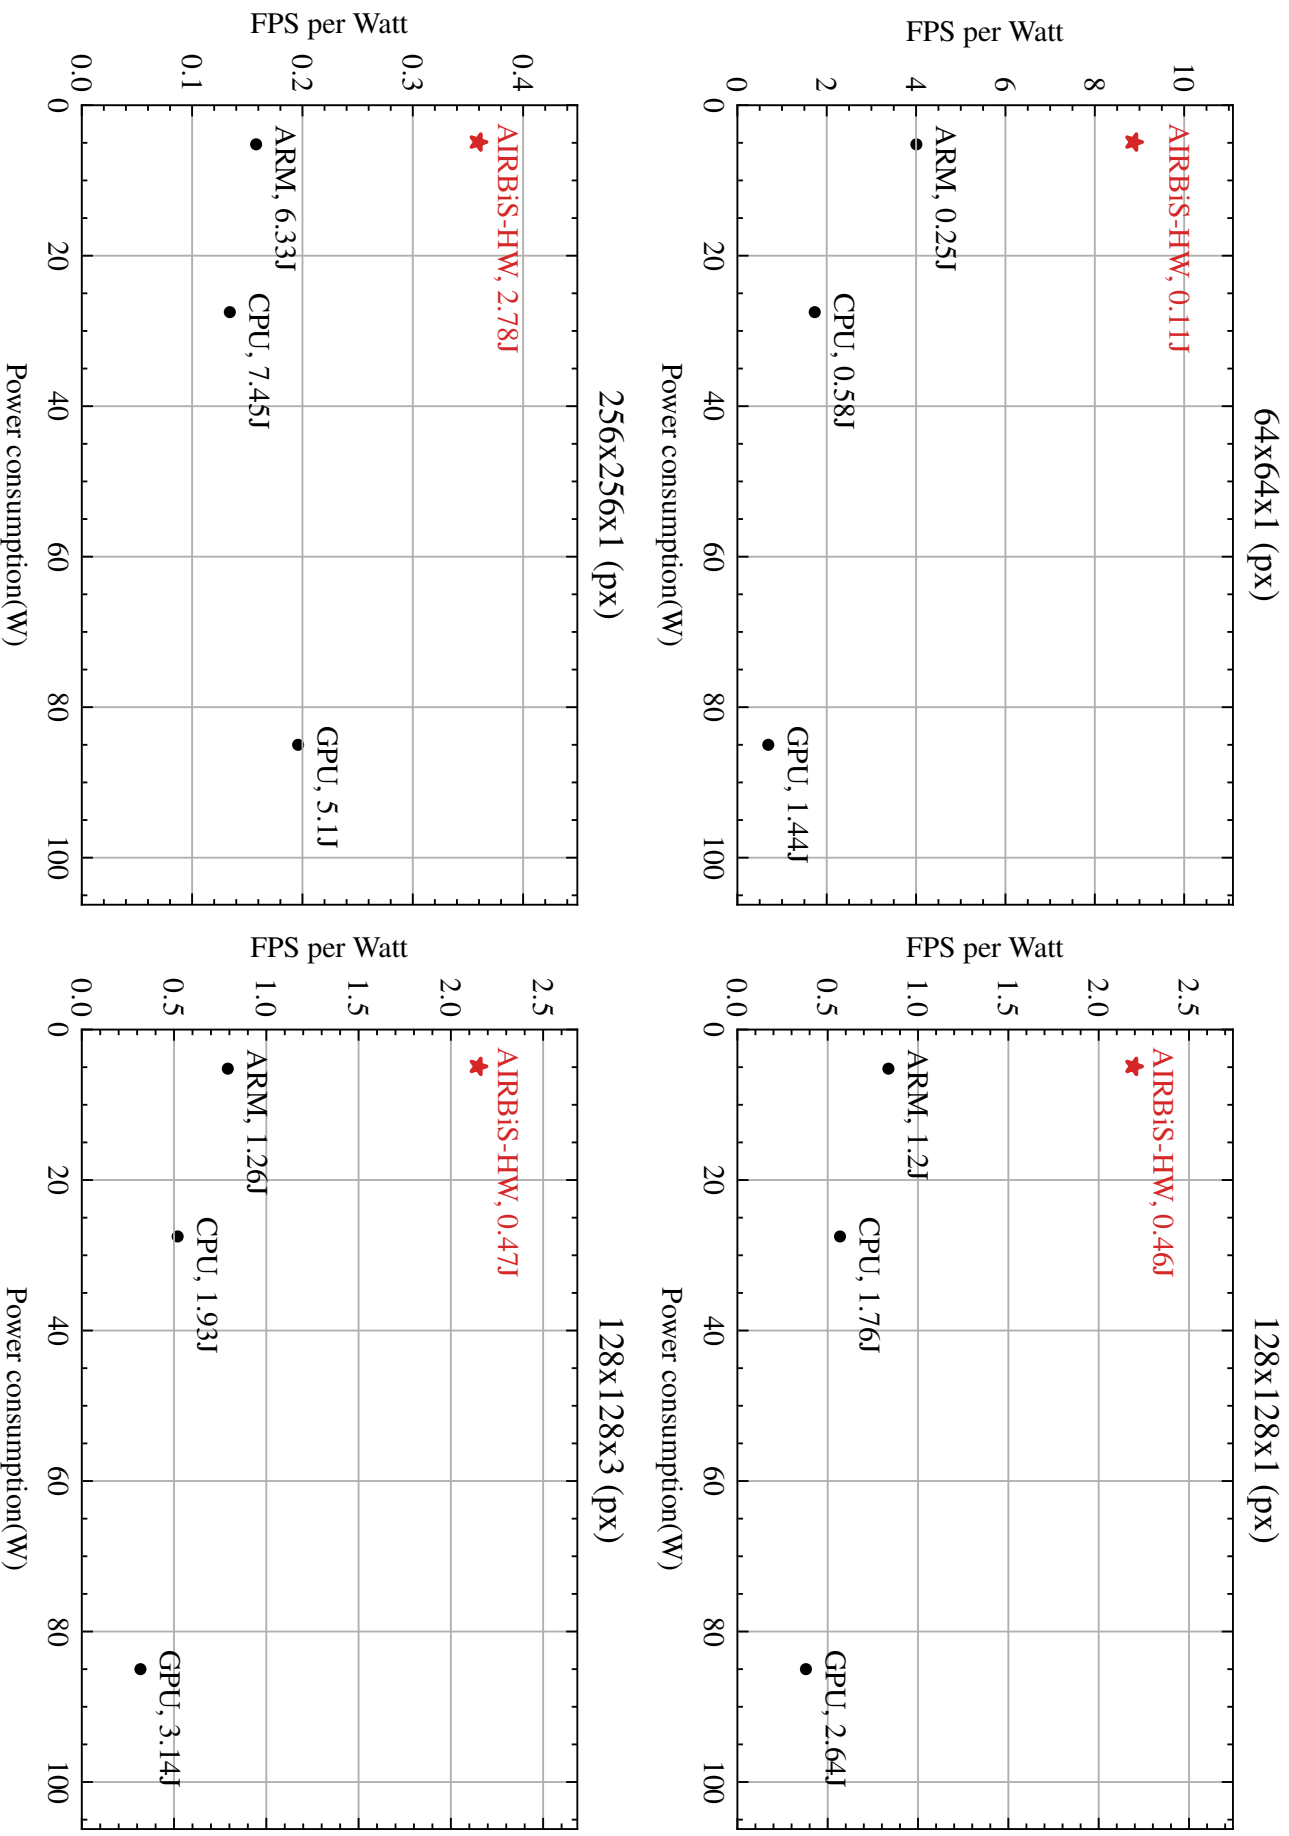 64x64x1 (px)
FPS per Watt
10
8
6
4
2
0
AIRBiS-HW, 0.11J
ARM, 0.25J
CPU, 0.58J
GPU, 1.44J
0 20 40 60 80 100
Power consumption(W)
128x128x1 (px)
FPS per Watt
2.5
2.0
1.5
1.0
0.5
0.0
AIRBiS-HW, 0.46J
ARM, 1.2J
CPU, 1.76J
GPU, 2.64J
0 20 40 60 80 100
Power consumption(W)
256x256x1 (px)
FPS per Watt
0.4
0.3
0.2
0.1
0.0
AIRBiS-HW, 2.78J
ARM, 6.33J
CPU, 7.45J
GPU, 5.1J
0 20 40 60 80 100
Power consumption(W)
128x128x3 (px)
FPS per Watt
2.5
2.0
1.5
1.0
0.5
0.0
AIRBiS-HW, 0.47J
ARM, 1.26J
CPU, 1.93J
GPU, 3.14J
0 20 40 60 80 100
Power consumption(W)